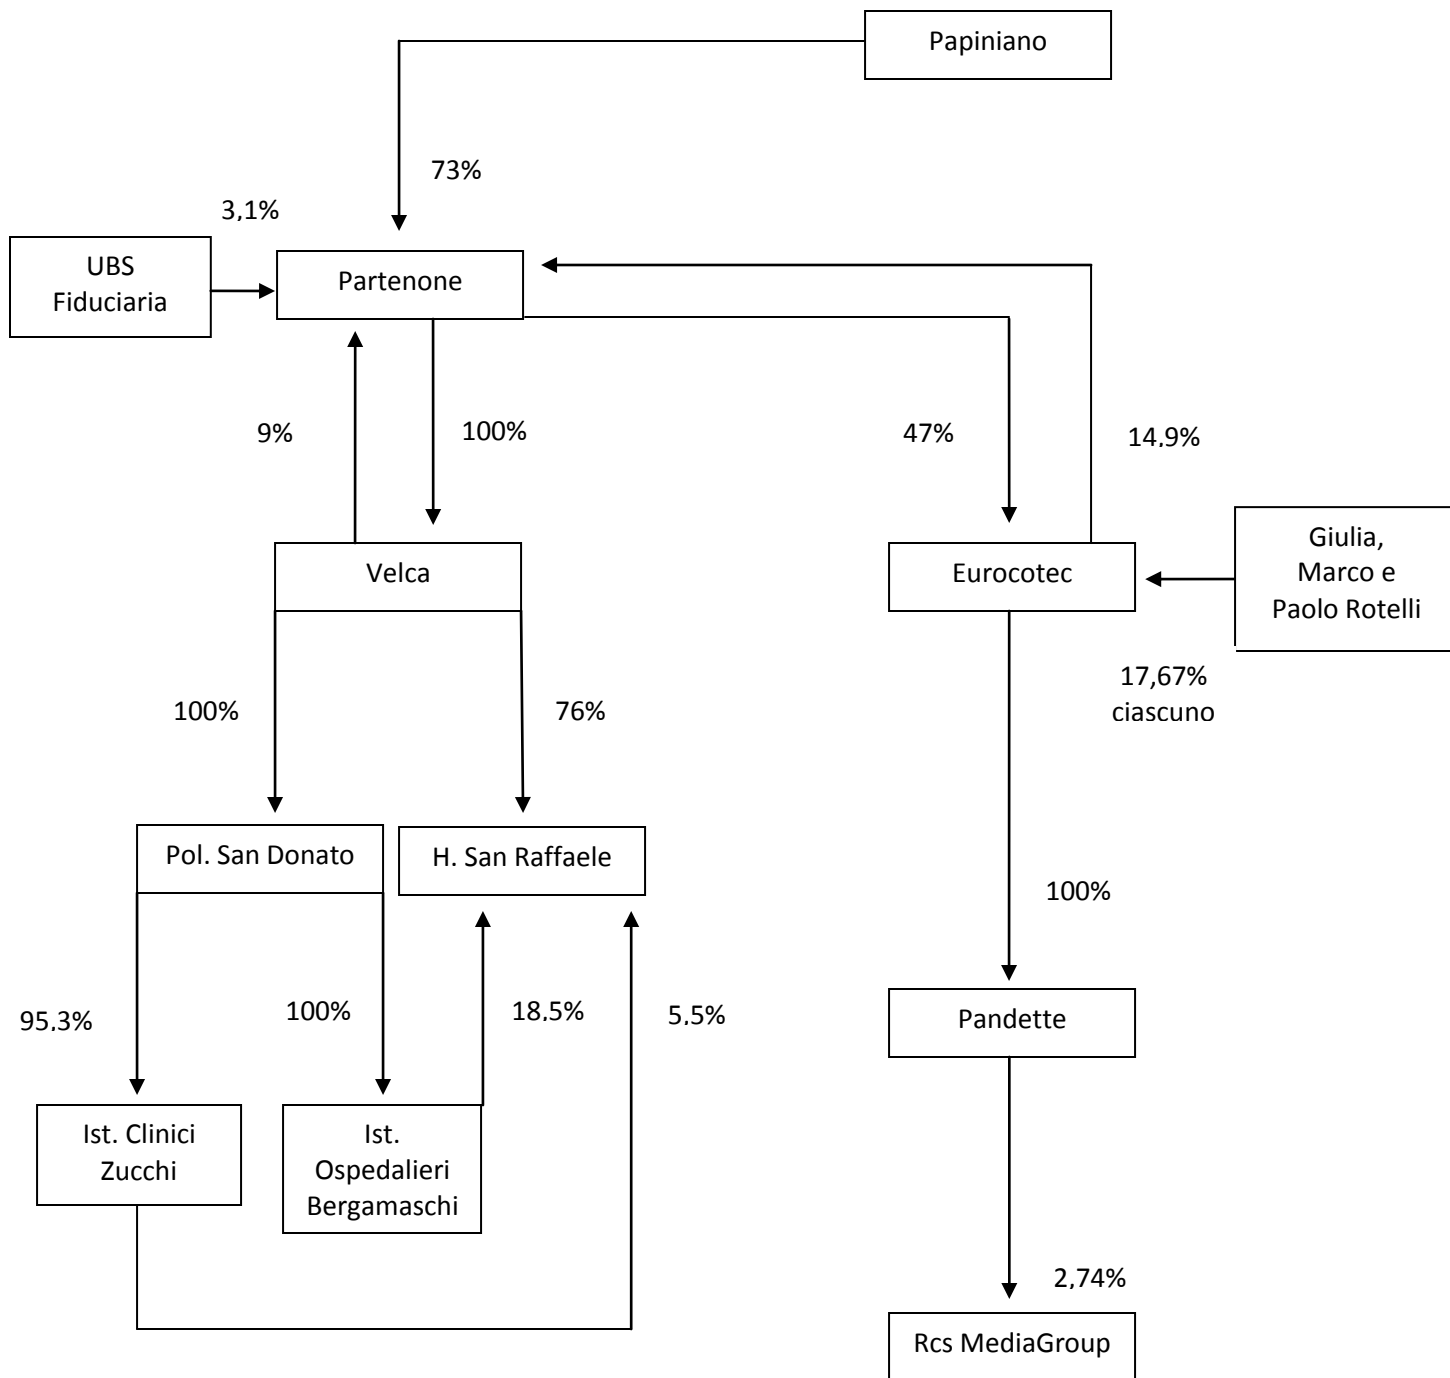 Papiniano
73%
3,1%
UBS
Fiduciaria
Partenone
9%
100%
47%
14,9%
Velca
Eurocotec
Giulia,
Marco e
Paolo Rotelli
17,67%
ciascuno
100%
76%
Pol. San Donato
H. San Raffaele
100%
95,3%
100%
18,5%
5,5%
Pandette
Ist. Clinici
Zucchi
Ist.
Ospedalieri
Bergamaschi
2,74%
Rcs MediaGroup